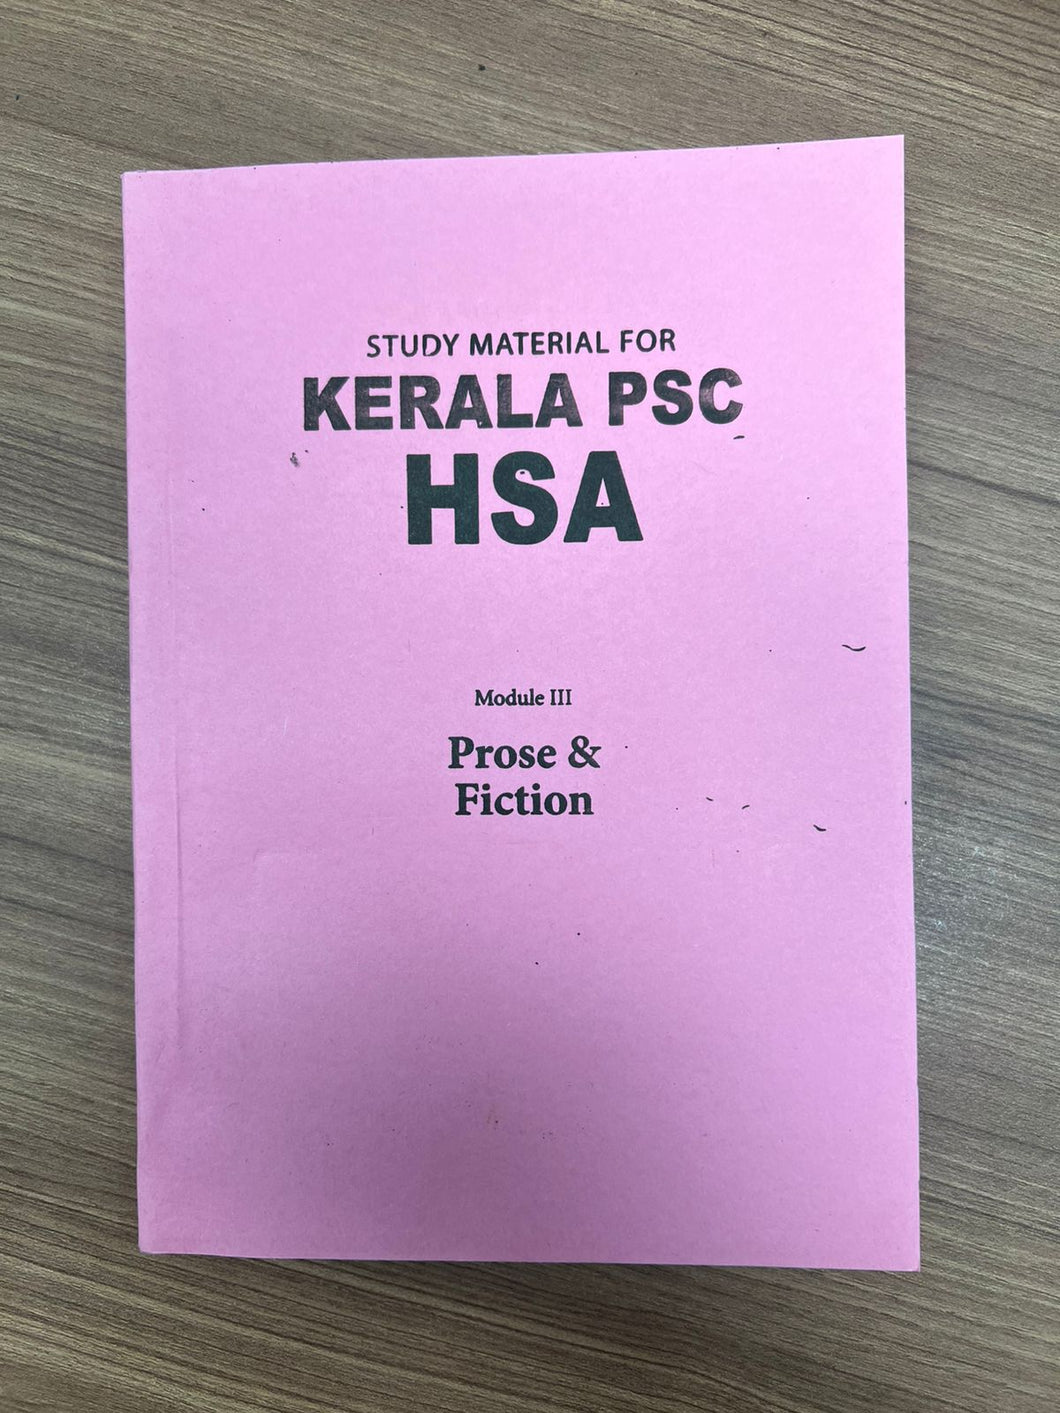 STUDY MATERIAL FOR
KERALA PSC
HSA
Module III
Prose &
Fiction